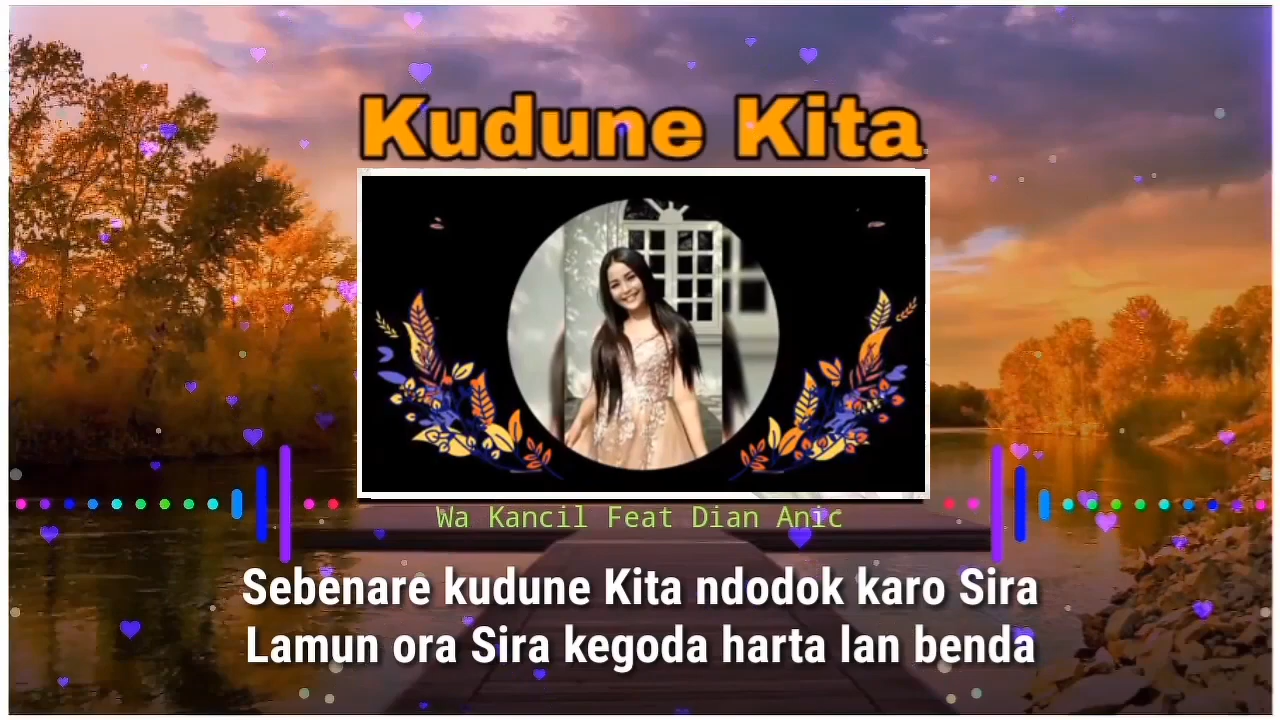 Kudune Kita
Wa Kancil Feat Dian Anic
Sebenare kudune Kita ndodok karo Sira
Lamun ora Sira kegoda harta lan benda